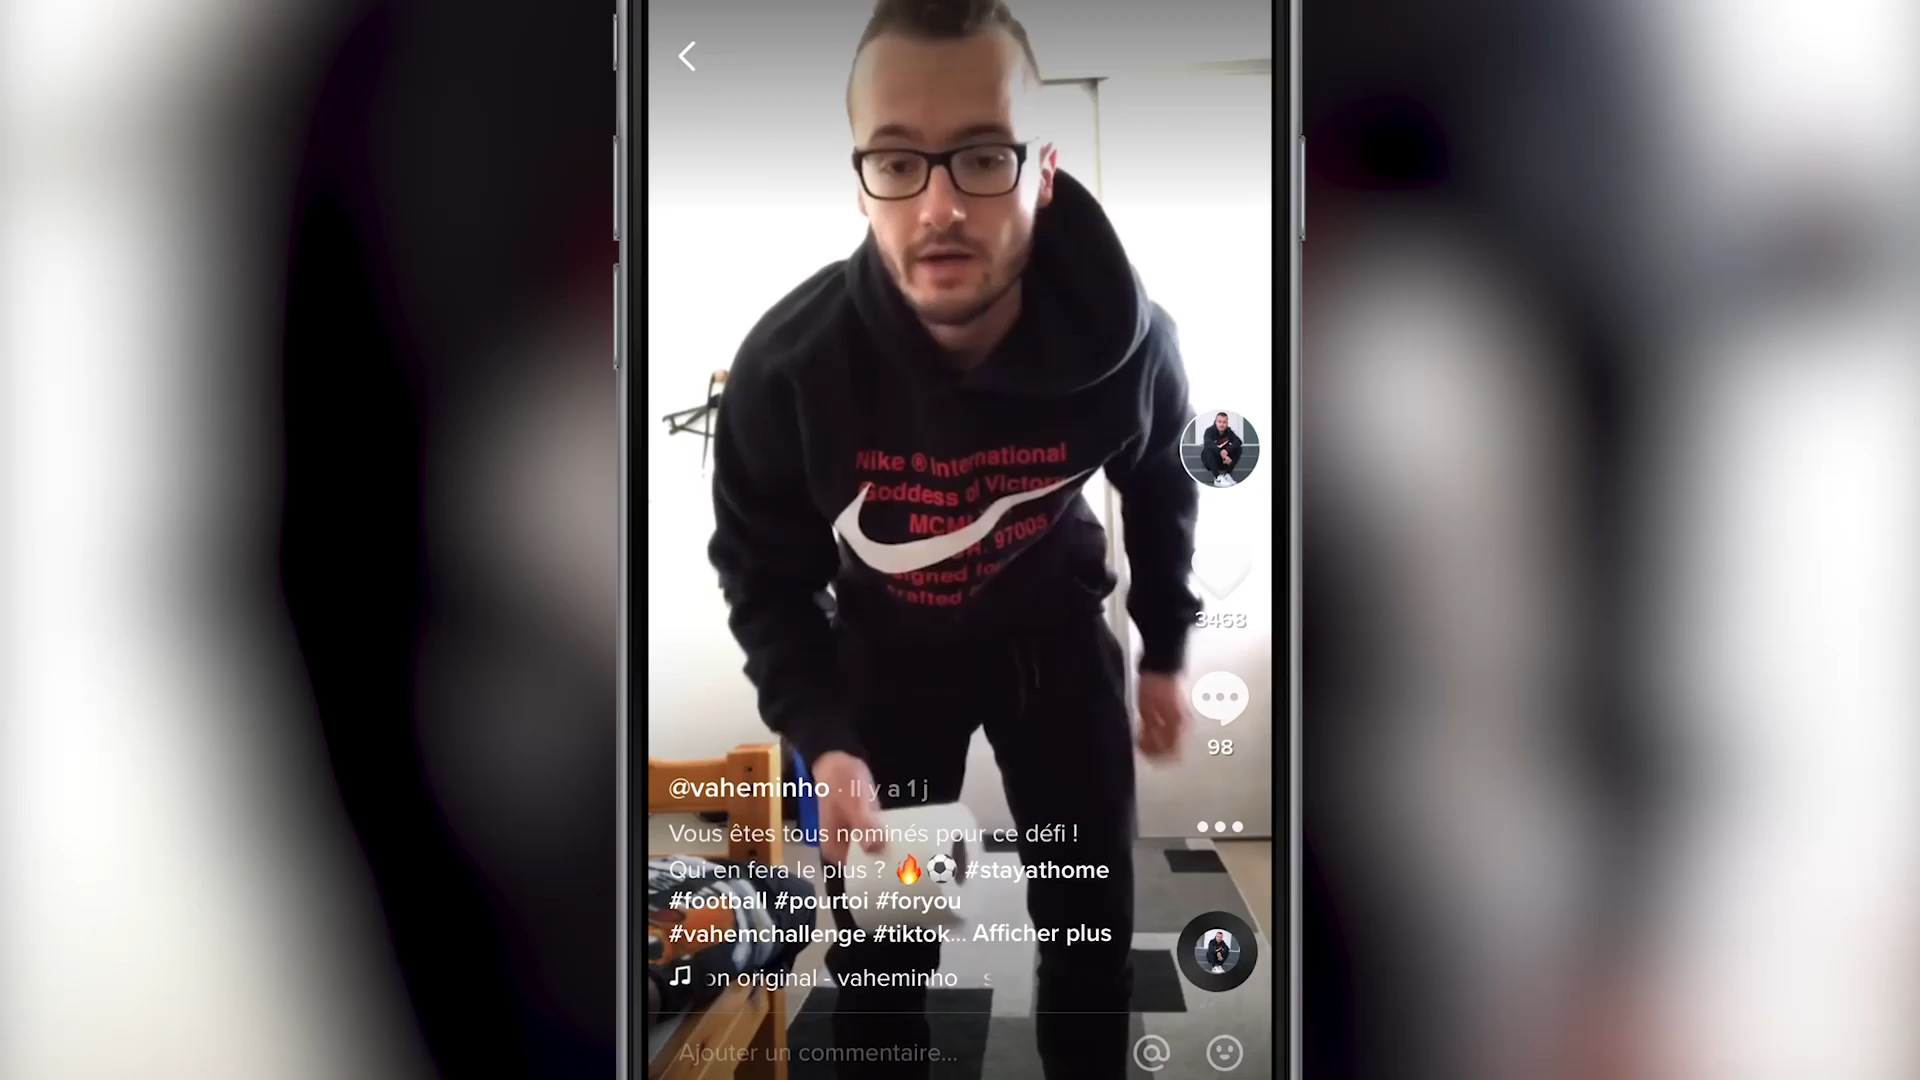 Nike ® International
Goddess of Victory
97005
3468
98
@vaheminho · Il y a 1 j
Vous êtes tous nominés pour ce défi !
Qui en fera le plus ? 🔥⚽ #stayathome
#football #pourtoi #foryou
#vahemchallenge #tiktok... Afficher plus
on original - vaheminho s
Ajouter un commentaire...